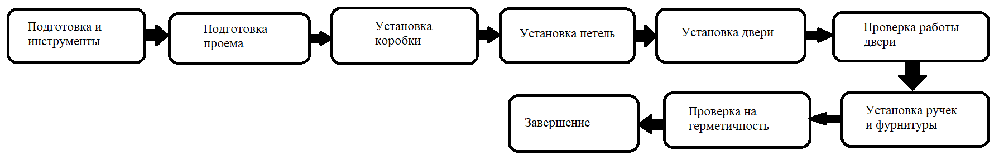 Подготовка и
инструменты
Подготовка
проема
Установка
коробки
Установка петель
Установка двери
Проверка работы
двери
Установка ручек
и фурнитуры
Проверка на
герметичность
Завершение